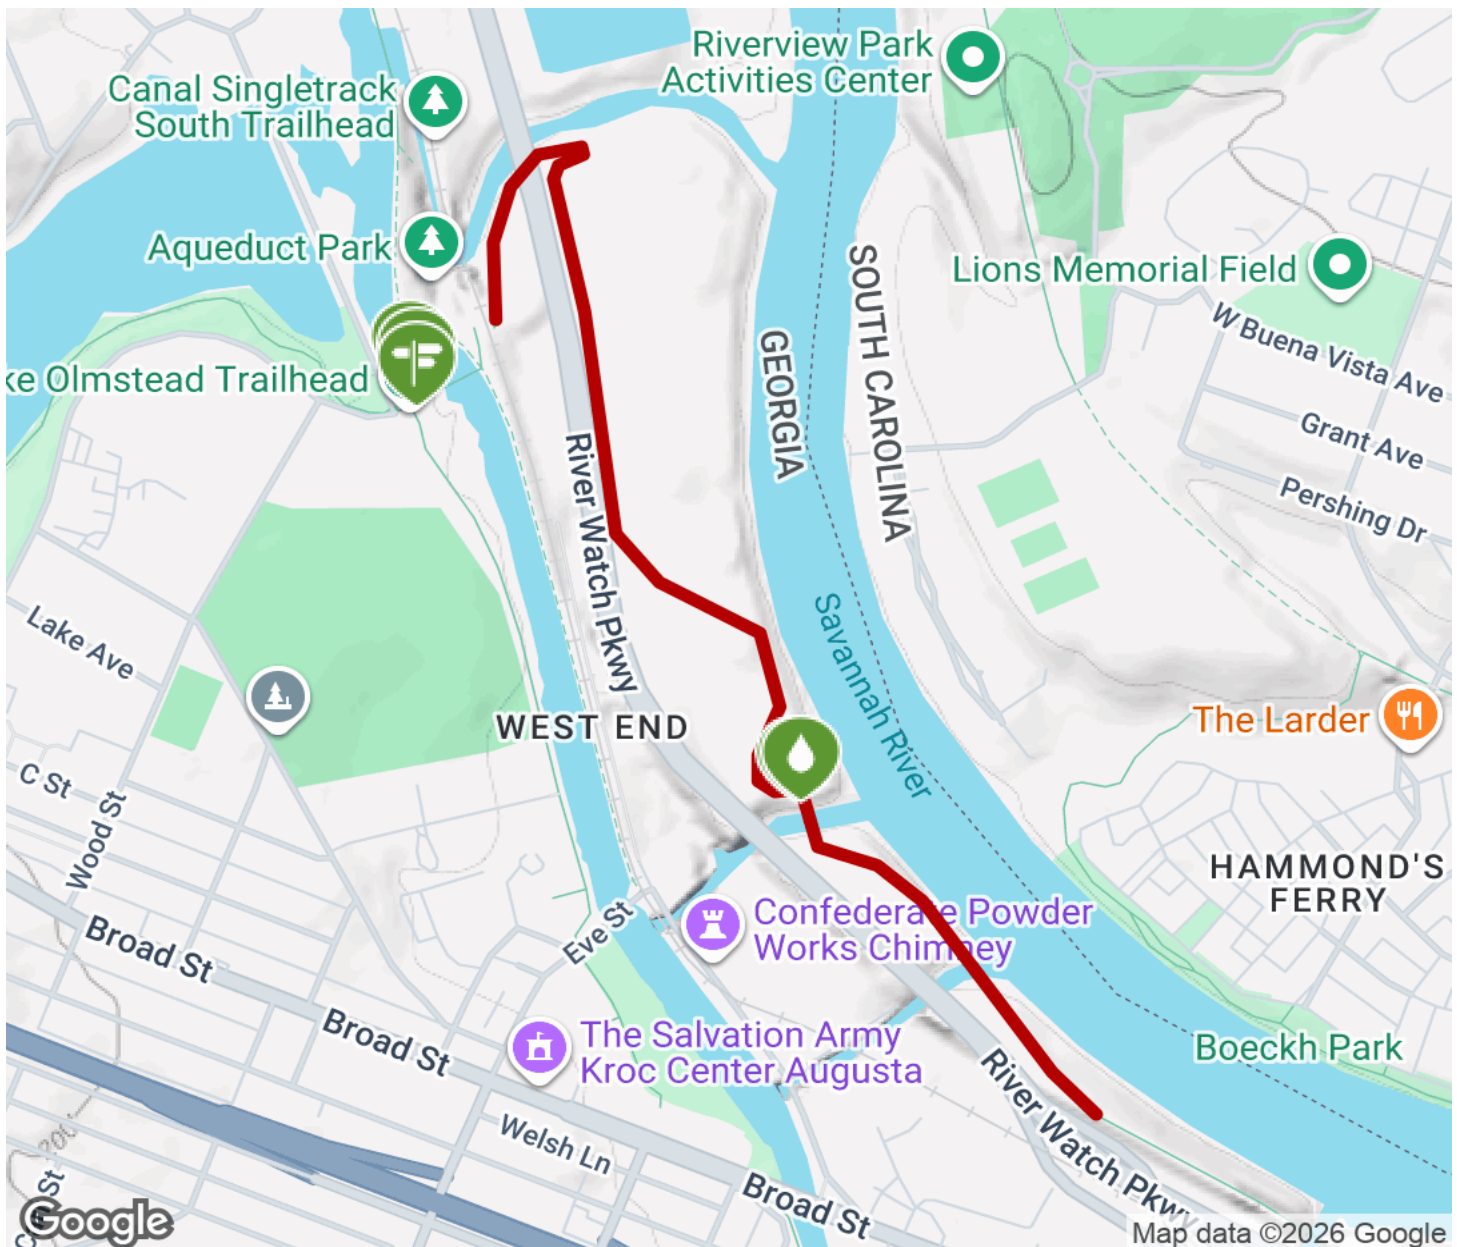 Riverview Park
Activities Center
Canal Singletrack
South Trailhead
Aqueduct Park
Lions Memorial Field
SOUTH CAROLINA
GEORGIA
W Buena Vista Ave
ke Olmstead Trailhead
Grant Ave
River Watch Pkwy
Pershing Dr
Lake Ave
Savannah River
WEST END
The Larder
C St
Wood St
HAMMOND'S
FERRY
Confederate Powder
Works Chimney
Eve St
Broad St
Broad St
The Salvation Army
Kroc Center Augusta
Boeckh Park
River Watch Pkwy
Welsh Ln
200
St
Broad St
Google
Map data ©2026 Google